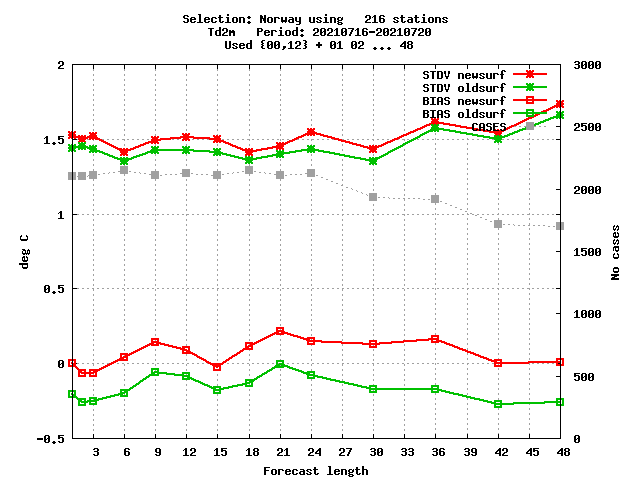 Selection: Norway using   216 stations
Td2m   Period: 20210716-20210720
Used {00,12} + 01 02 ... 48
STDV newsurf
STDV oldsurf
BIAS newsurf
BIAS oldsurf
CASES
2
1.5
1
0.5
0
-0.5
deg C
3000
2500
2000
1500
1000
500
0
No cases
3 6 9 12 15 18 21 24 27 30 33 36 39 42 45 48
Forecast length